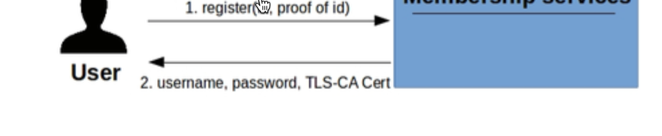 1. register(, proof of id)
Membership services
User
2. username, password, TLS-CA Cert